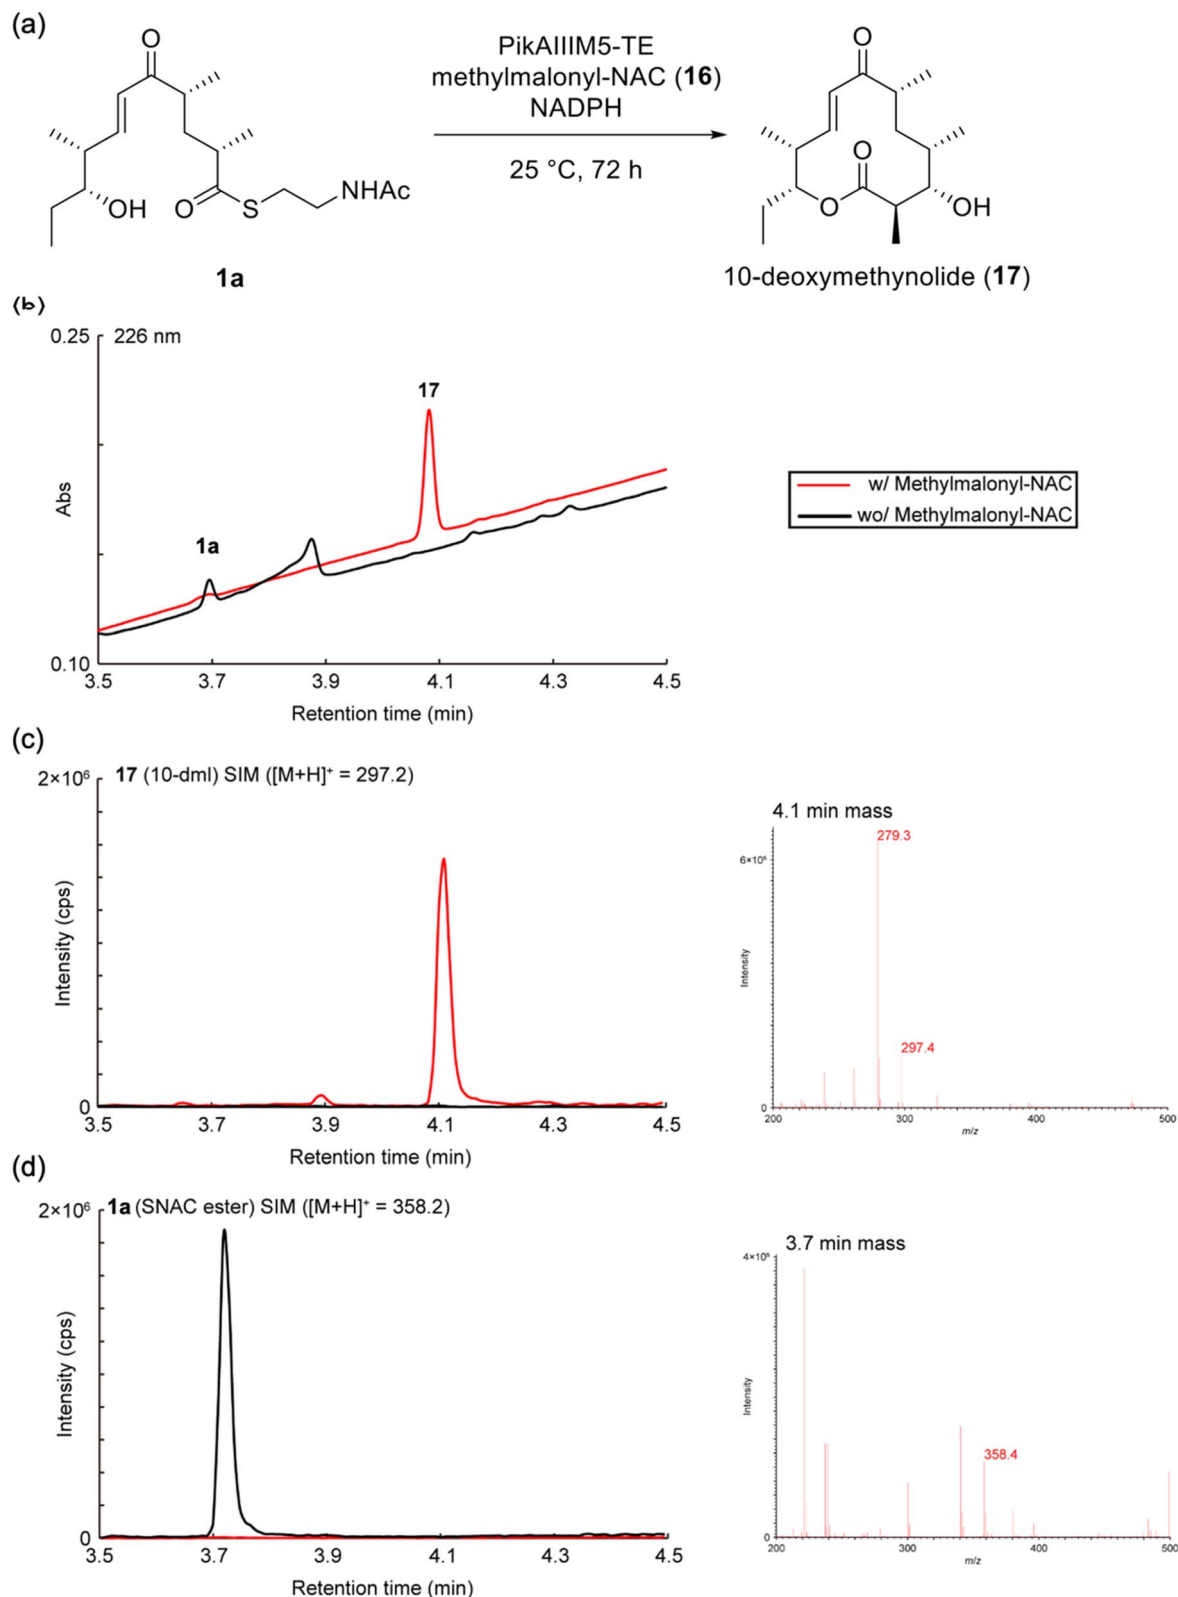 (a)
O
PikAIIIM5-TE
methylmalonyl-NAC (16)
NADPH
25 °C, 72 h
OH
O
S
NHAc
1a
O
O
O
OH
10-deoxymethynolide (17)
(b)
0.25
226 nm
17
1a
Abs
0.10
3.5 3.7 3.9 4.1 4.3 4.5
Retention time (min)
w/ Methylmalonyl-NAC
wo/ Methylmalonyl-NAC
(c)
17 (10-dml) SIM ([M+H]⁺ = 297.2)
2×10⁶
Intensity (cps)
0
3.5 3.7 3.9 4.1 4.3 4.5
Retention time (min)
4.1 min mass
279.3
297.4
Intensity
0
200 300 400 500
m/z
(d)
1a (SNAC ester) SIM ([M+H]⁺ = 358.2)
2×10⁶
Intensity (cps)
0
3.5 3.7 3.9 4.1 4.3 4.5
Retention time (min)
3.7 min mass
358.4
Intensity
0
200 300 400 500
m/z